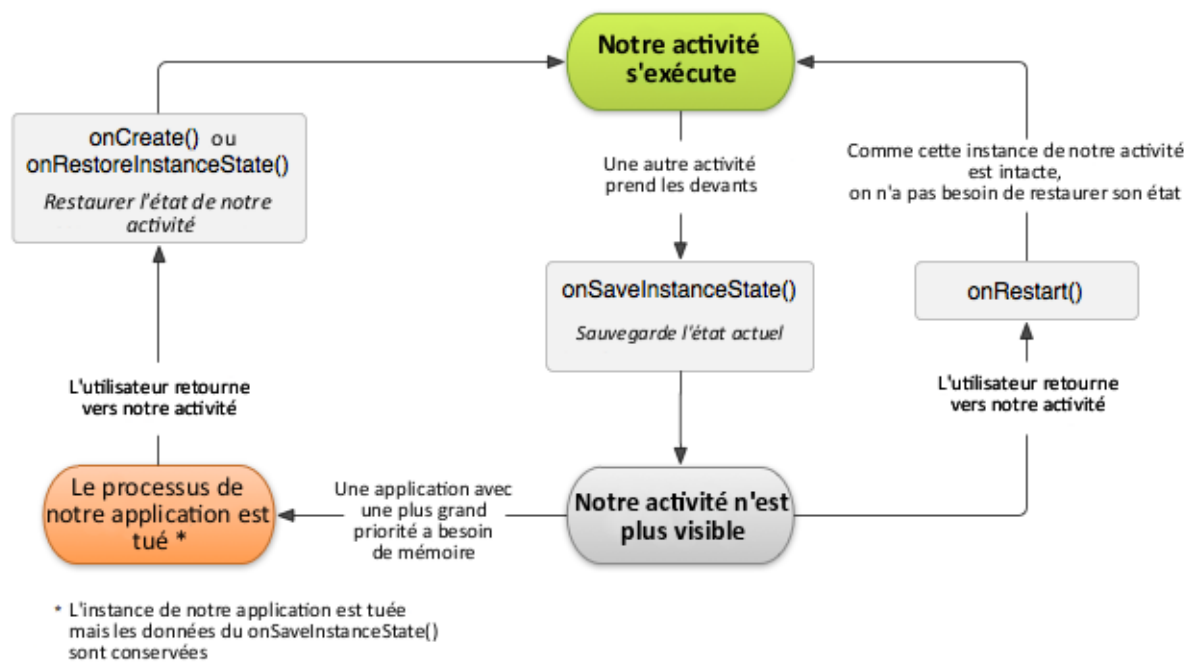 Notre activité
s'exécute
onCreate() ou
onRestoreInstanceState()
Restaurer l'état de notre
activité
Une autre activité
prend les devants
Comme cette instance de notre activité
est intacte,
on n'a pas besoin de restaurer son état
onSaveInstanceState()
Sauvegarde l'état actuel
onRestart()
L'utilisateur retourne
vers notre activité
L'utilisateur retourne
vers notre activité
Le processus de
notre application est
tué *
Une application avec
une plus grand
priorité a besoin
de mémoire
Notre activité n'est
plus visible
* L'instance de notre application est tuée
mais les données du onSaveInstanceState()
sont conservées